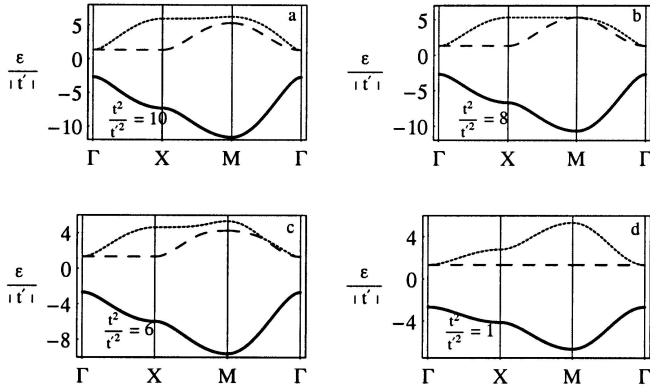 a
5
0
−5
−10
ε
| t′ |
t²/t′² = 10
Γ X M Γ
b
5
0
−5
−10
ε
| t′ |
t²/t′² = 8
Γ X M Γ
c
4
0
−4
−8
ε
| t′ |
t²/t′² = 6
Γ X M Γ
d
4
0
−4
ε
| t′ |
t²/t′² = 1
Γ X M Γ